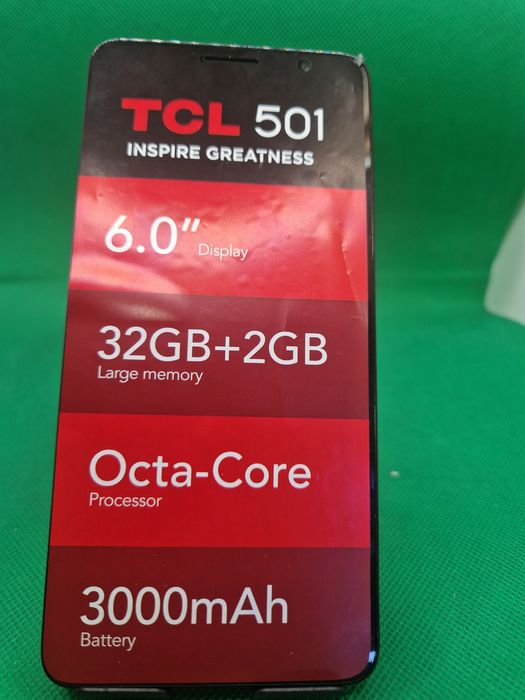 TCL 501
INSPIRE GREATNESS
6.0" Display
32GB+2GB
Large memory
Octa-Core
Processor
3000mAh
Battery